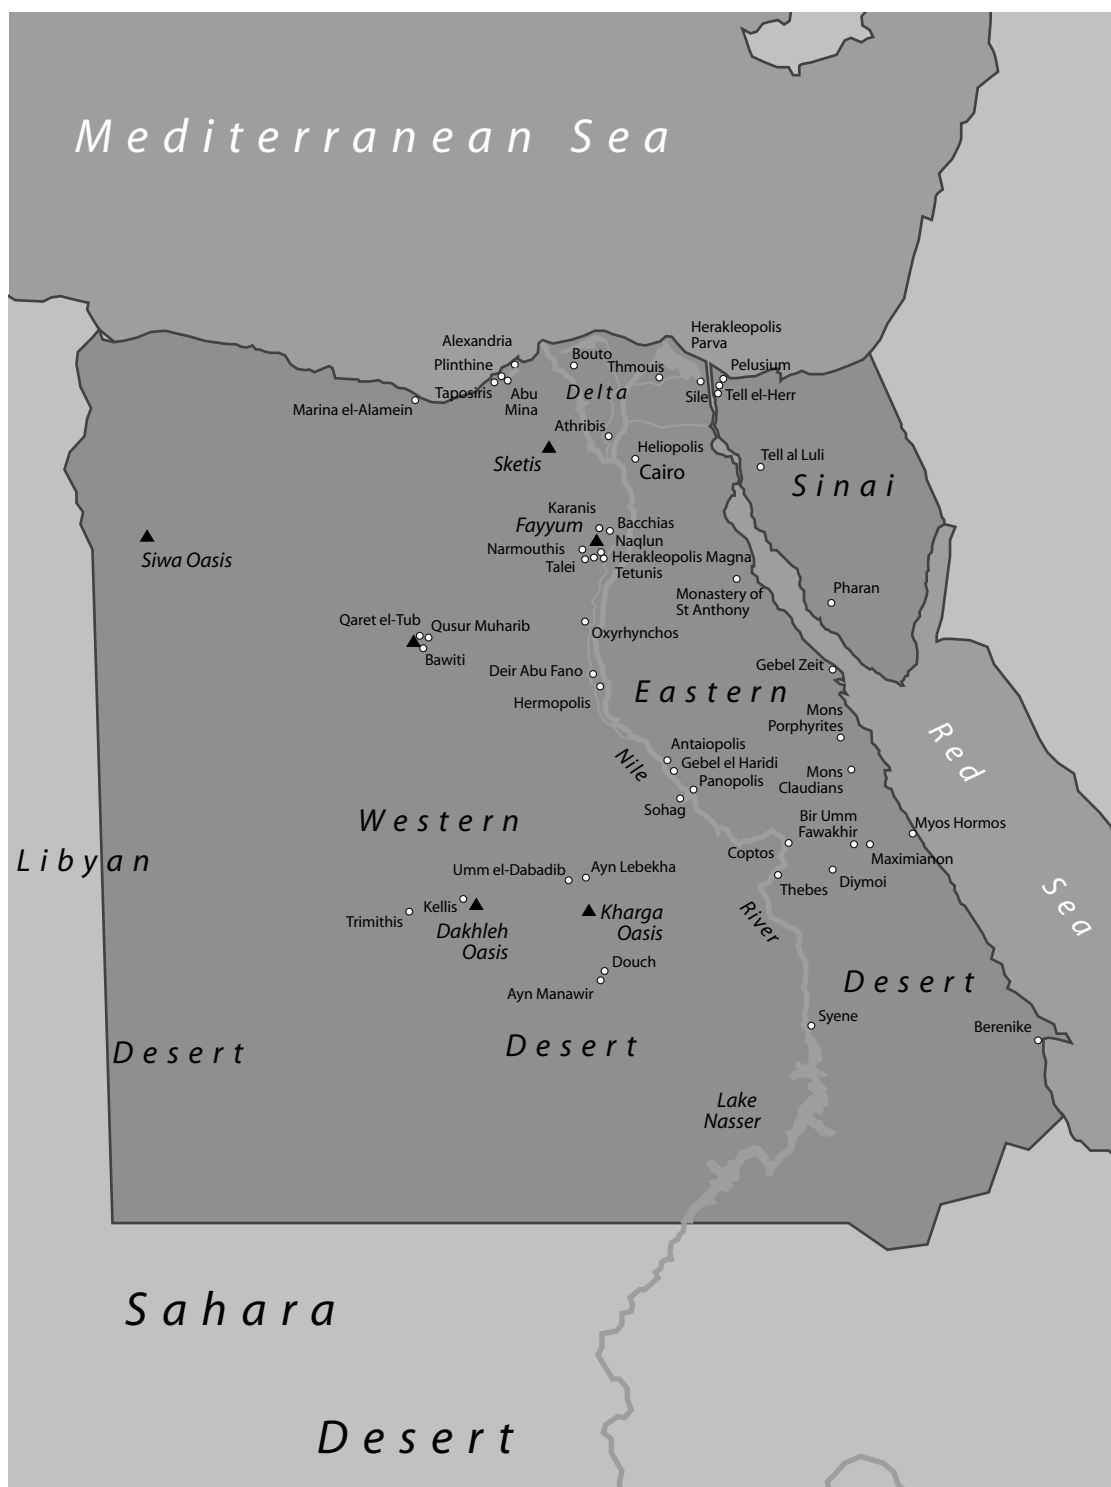 Mediterranean Sea
Herakleopolis
Parva
Alexandria
Bouto
Plinthine
Thmouis
Pelusium
Taposiris
Abu
Mina
Delta
Sile
Tell el-Herr
Marina el-Alamein
Athribis
Heliopolis
Cairo
Tell al Luli
Sketis
Sinai
Karanis
Fayyum
Bacchias
Naqlun
Narmouthis
Herakleopolis Magna
Talei
Tetunis
Siwa Oasis
Monastery of
St Anthony
Pharan
Qaret el-Tub
Qusur Muharib
Oxyrhynchos
Bawiti
Deir Abu Fano
Gebel Zeit
Hermopolis
Eastern
Mons
Porphyrites
Red
Antaiopolis
Nile
Gebel el Haridi
Mons
Claudians
Panopolis
Sohag
Western
Bir Umm
Fawakhir
Myos Hormos
Coptos
Maximianon
Libyan
Umm el-Dabadib
Ayn Lebekha
Thebes
Diymoi
Sea
Kellis
Trimithis
Dakhleh
Oasis
Kharga
Oasis
River
Douch
Ayn Manawir
Desert
Syene
Berenike
Desert
Desert
Lake
Nasser
Sahara
Desert